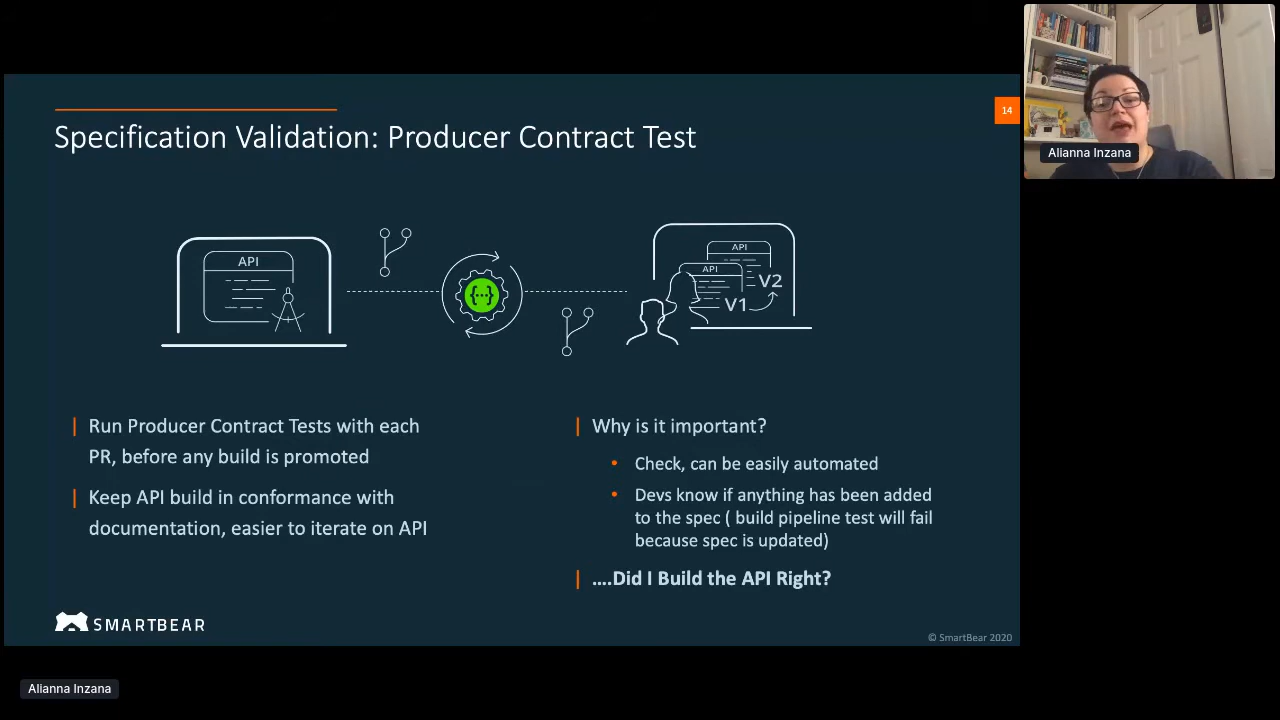 14
Specification Validation: Producer Contract Test
API
{...}
API
API
V2
V1
Run Producer Contract Tests with each
PR, before any build is promoted
Keep API build in conformance with
documentation, easier to iterate on API
Why is it important?
• Check, can be easily automated
• Devs know if anything has been added
to the spec ( build pipeline test will fail
because spec is updated)
....Did I Build the API Right?
SMARTBEAR
© SmartBear 2020
Alianna Inzana
Alianna Inzana